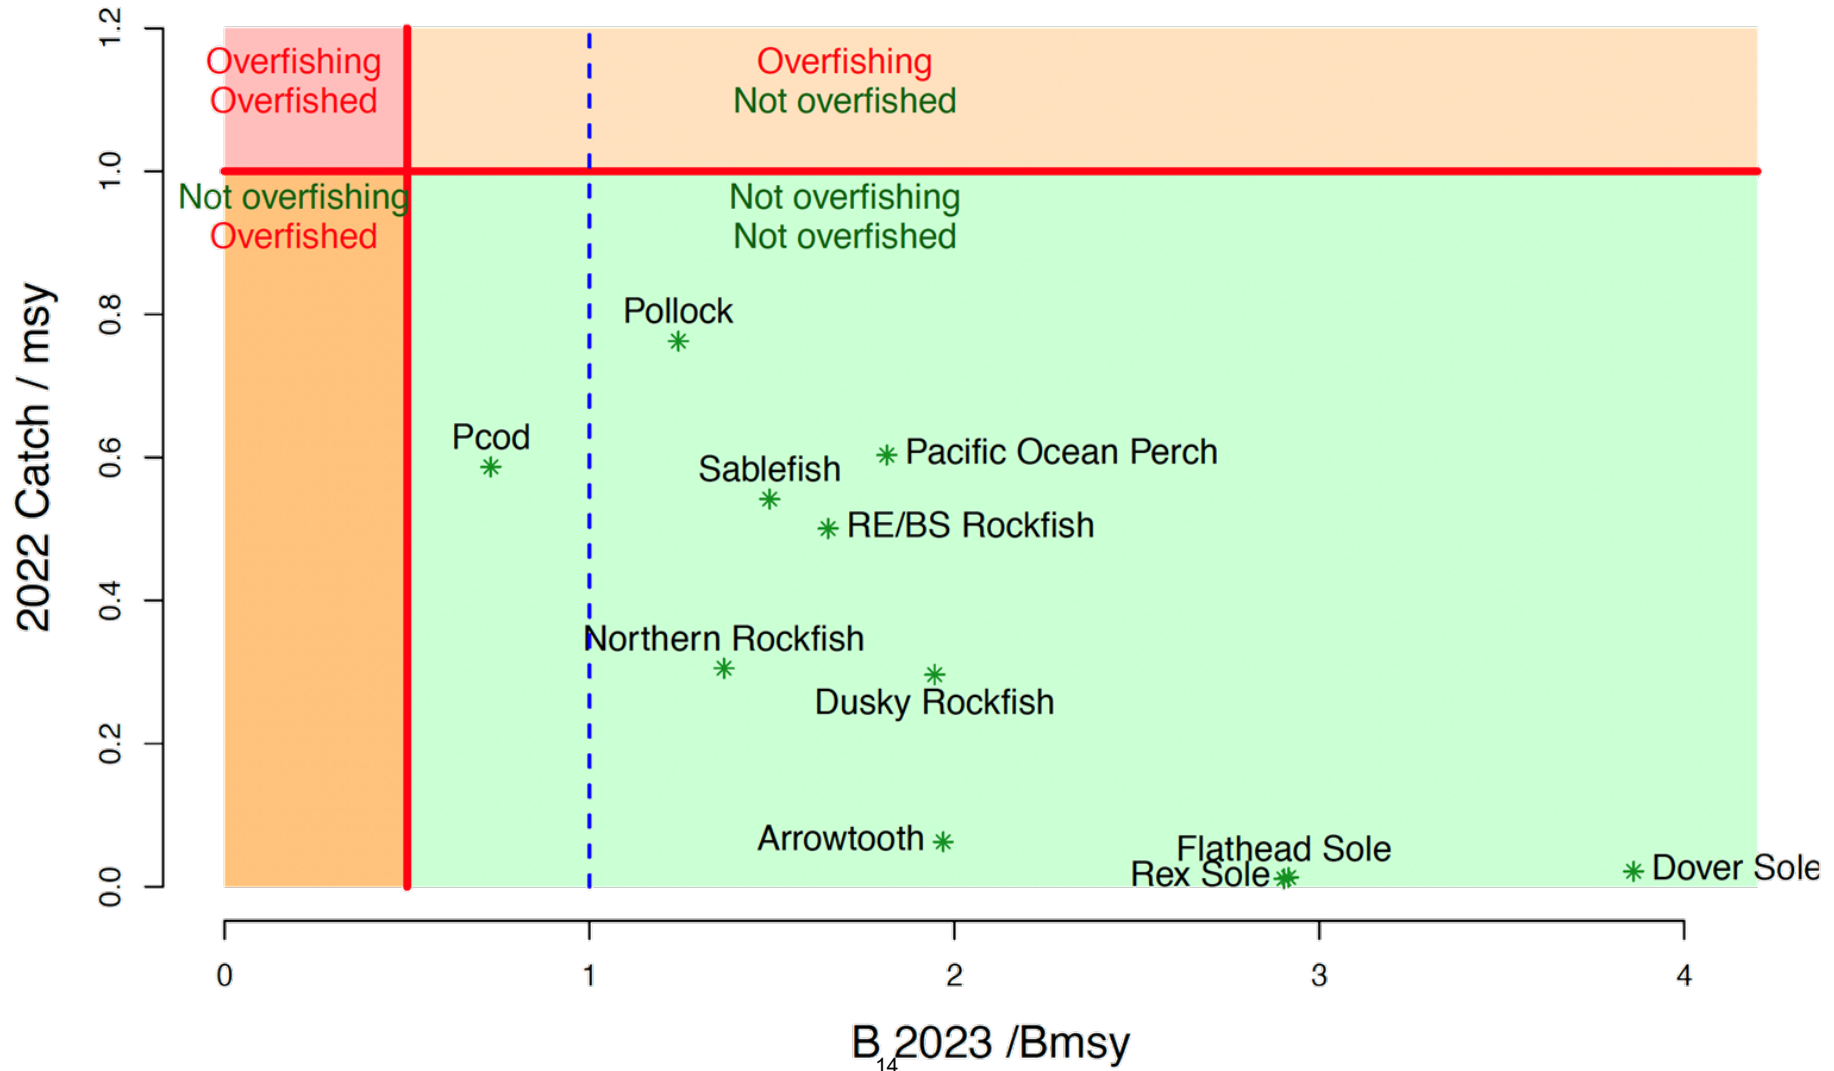 1.2
Overfishing
Overfished
Overfishing
Not overfished
1.0
Not overfishing
Overfished
Not overfishing
Not overfished
0.8
Pollock
2022 Catch / msy
0.6
Pcod
Pacific Ocean Perch
Sablefish
RE/BS Rockfish
0.4
Northern Rockfish
Dusky Rockfish
0.2
Arrowtooth
Flathead Sole
Rex Sole
Dover Sole
0.0
0 1 2 3 4
B 2023 /Bmsy
14